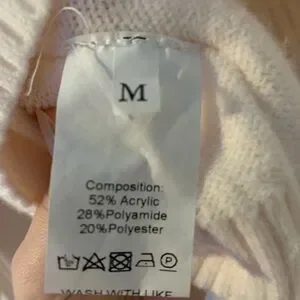 M
Composition:
52% Acrylic
28%Polyamide
20%Polyester
WASH WITH LIKE